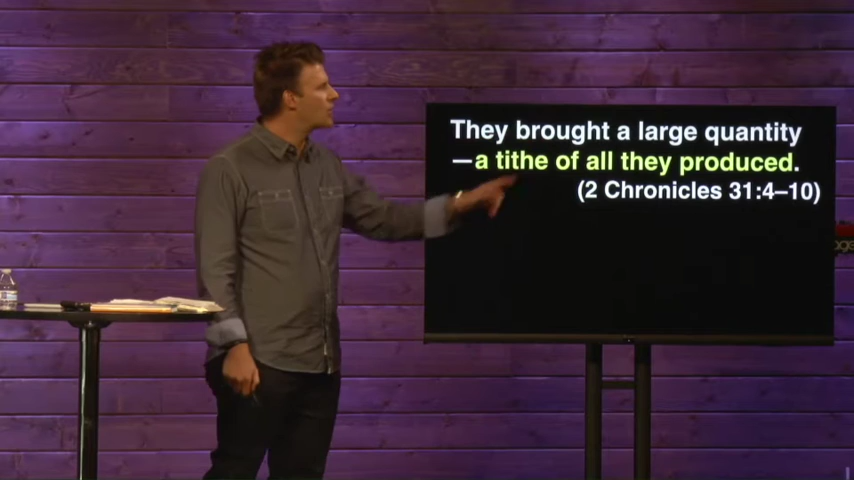 They brought a large quantity
—a tithe of all they produced.
(2 Chronicles 31:4–10)